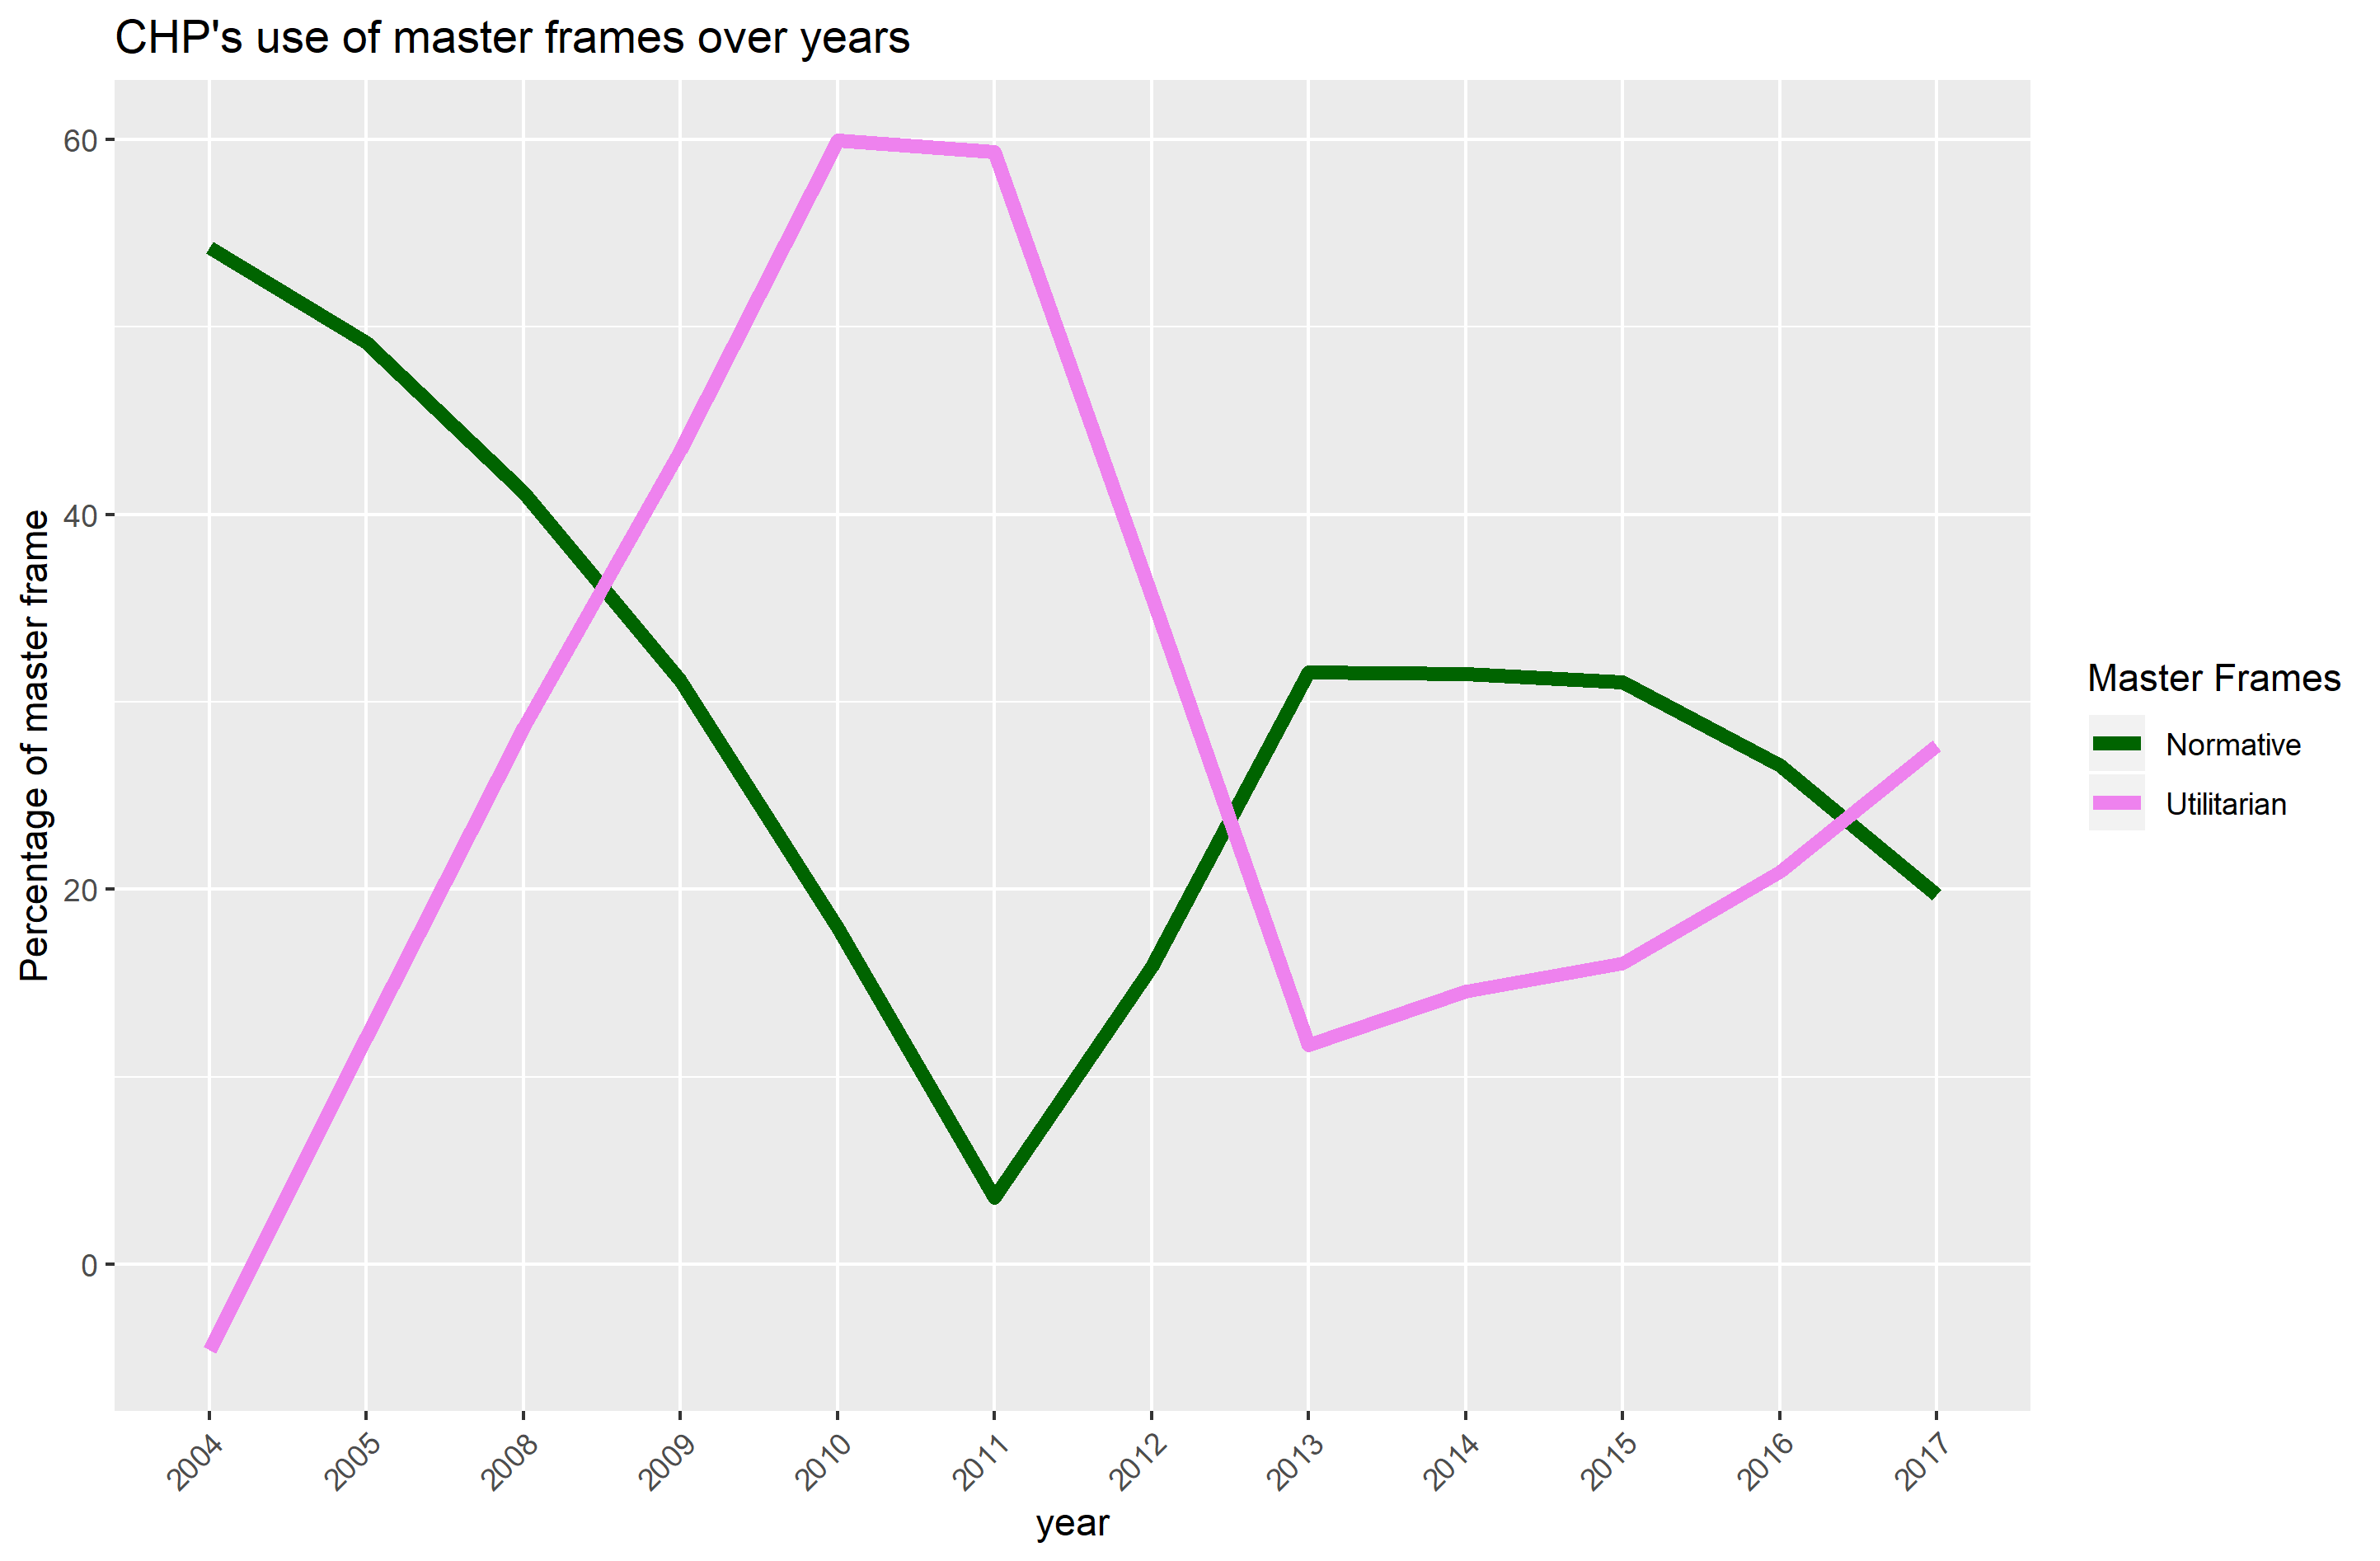 CHP's use of master frames over years
Percentage of master frame
60
40
20
0
2004
2005
2008
2009
2010
2011
2012
2013
2014
2015
2016
2017
year
Master Frames
Normative
Utilitarian